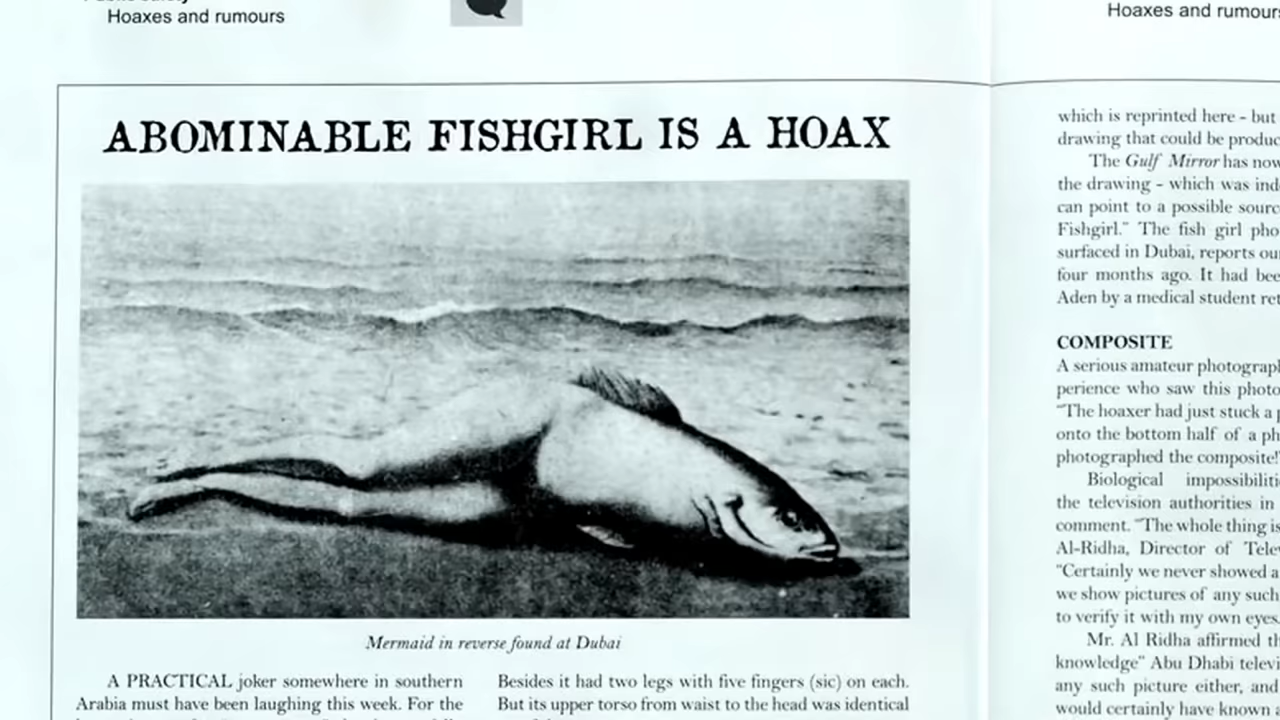 Hoaxes and rumours
Hoaxes and rumours
ABOMINABLE FISHGIRL IS A HOAX
Mermaid in reverse found at Dubai
A PRACTICAL joker somewhere in southern
Arabia must have been laughing this week. For the
Besides it had two legs with five fingers (sic) on each.
But its upper torso from waist to the head was identical
which is reprinted here - but
drawing that could be produc
The Gulf Mirror has now
the drawing - which was ind
can point to a possible sourc
Fishgirl." The fish girl pho
surfaced in Dubai, reports ou
four months ago. It had bee
Aden by a medical student ret
COMPOSITE
A serious amateur photograph
perience who saw this photo
"The hoaxer had just stuck a p
onto the bottom half of a ph
photographed the composite!"
Biological impossibiliti
the television authorities in
comment. "The whole thing is
Al-Ridha, Director of Telev
"Certainly we never showed a
we show pictures of any such
to verify it with my own eyes.
Mr. Al Ridha affirmed th
knowledge" Abu Dhabi televi
any such picture either, and
would certainly have known a